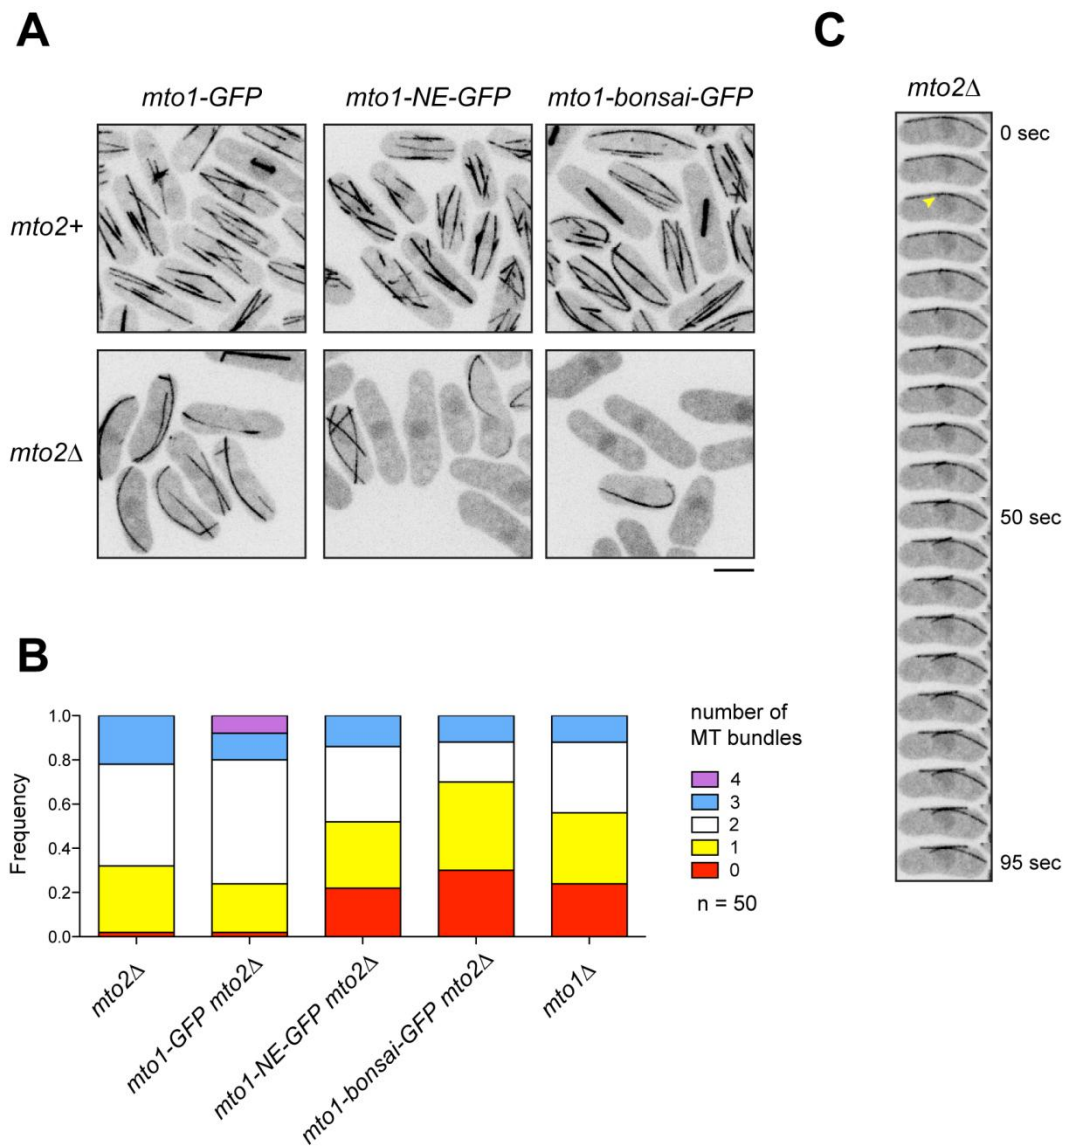 A
mto1-GFP
mto1-NE-GFP
mto1-bonsai-GFP
mto2+
mto2Δ
B
Frequency
1.0
0.8
0.6
0.4
0.2
0.0
mto2Δ
mto1-GFP mto2Δ
mto1-NE-GFP mto2Δ
mto1-bonsai-GFP mto2Δ
mto1Δ
number of
MT bundles
4
3
2
1
0
n = 50
C
mto2Δ
0 sec
50 sec
95 sec